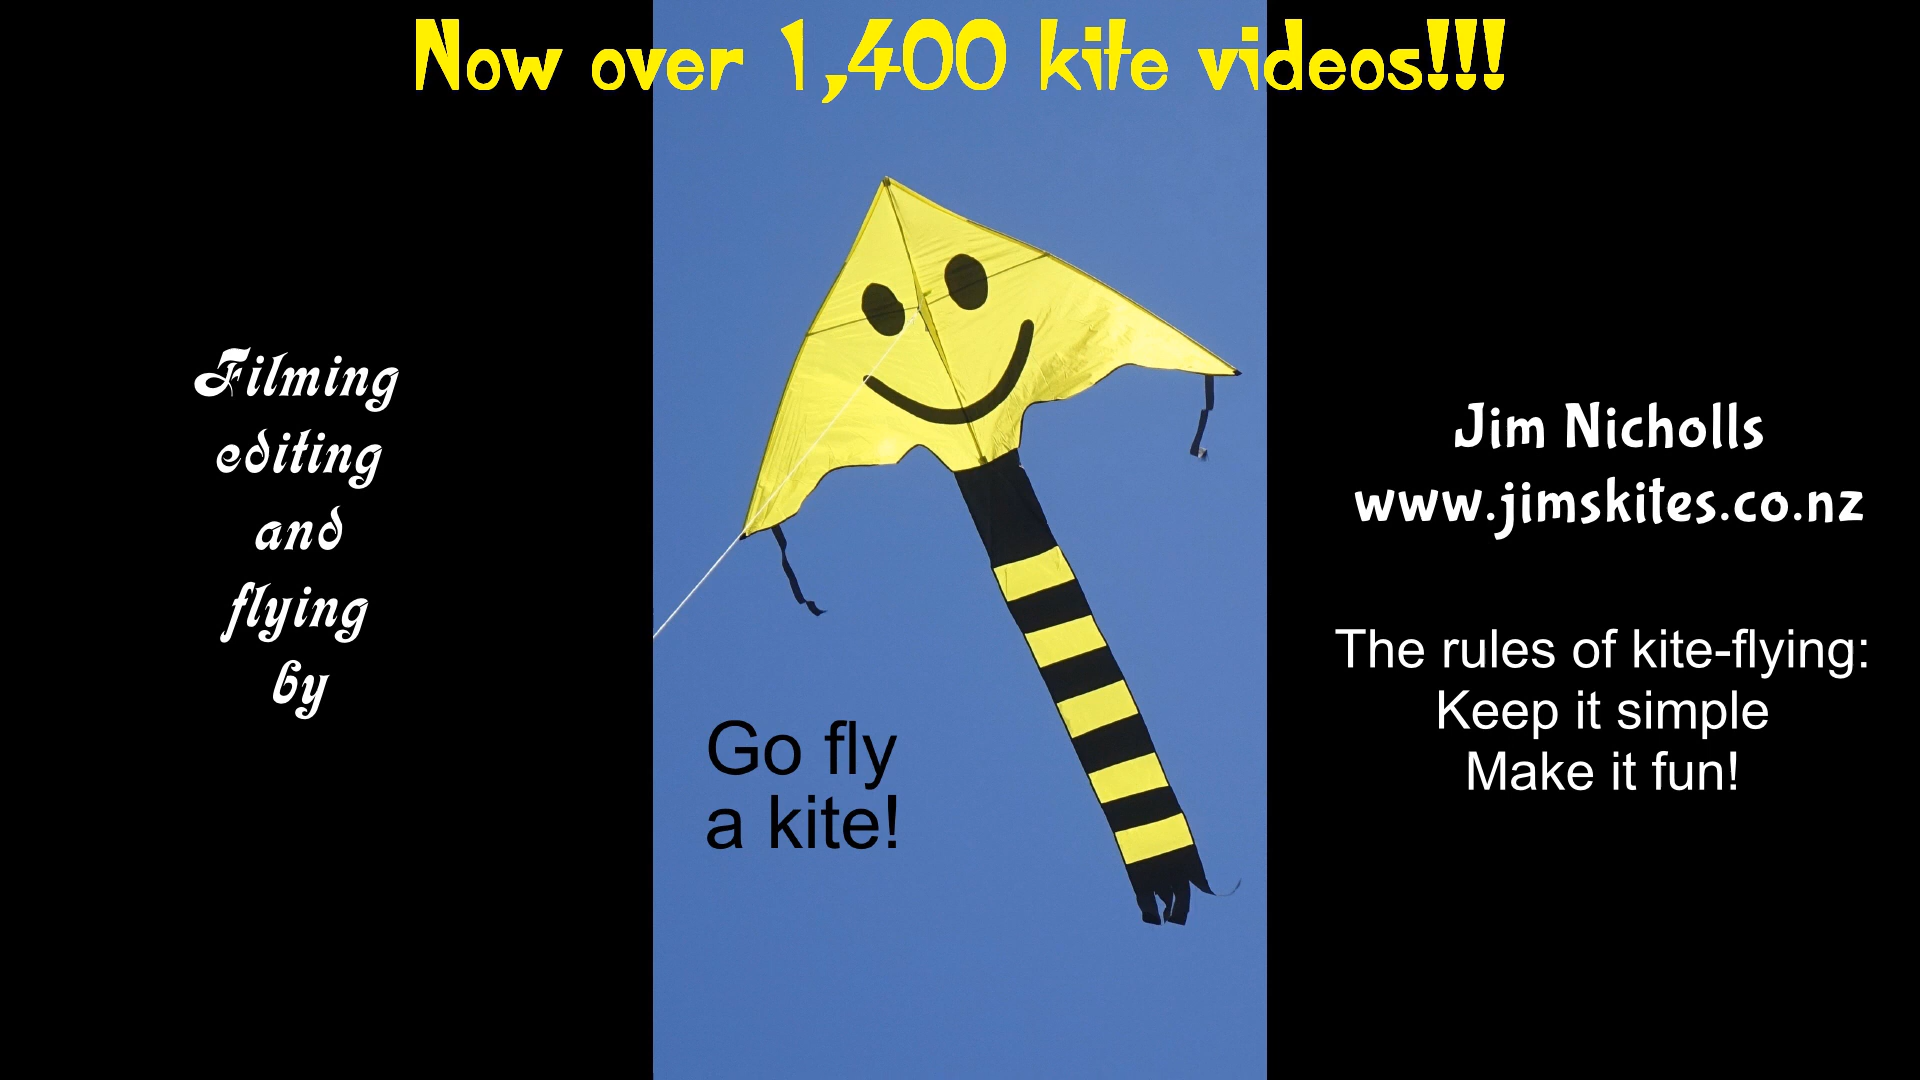 Now over 1,400 kite videos!!!
Filming
editing
and
flying
by
Go fly
a kite!
Jim Nicholls
www.jimskites.co.nz
The rules of kite-flying:
Keep it simple
Make it fun!